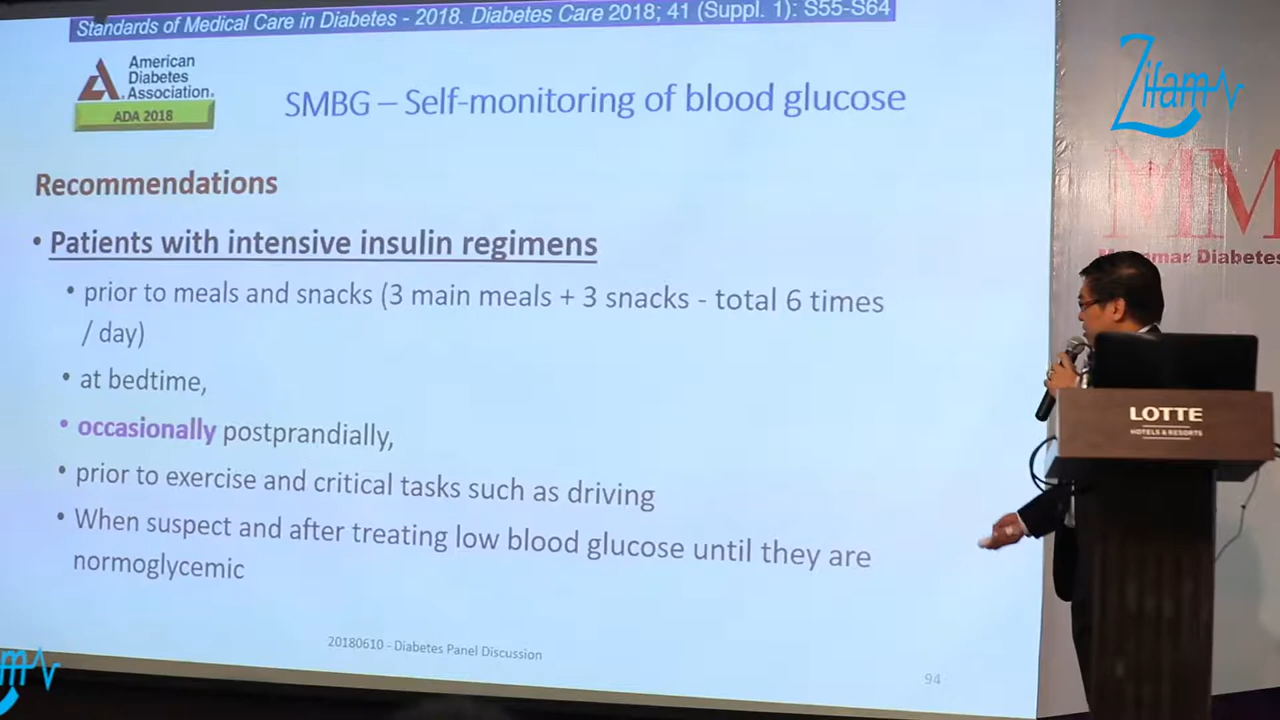 Standards of Medical Care in Diabetes - 2018. Diabetes Care 2018; 41 (Suppl. 1): S55-S64
American
Diabetes
Association.
ADA 2018
SMBG – Self-monitoring of blood glucose
Recommendations
• Patients with intensive insulin regimens
• prior to meals and snacks (3 main meals + 3 snacks - total 6 times
/ day)
• at bedtime,
• occasionally postprandially,
• prior to exercise and critical tasks such as driving
• When suspect and after treating low blood glucose until they are
normoglycemic
20180610 - Diabetes Panel Discussion
94
Zifam
MM
Diabetes
LOTTE
HOTELS & RESORTS